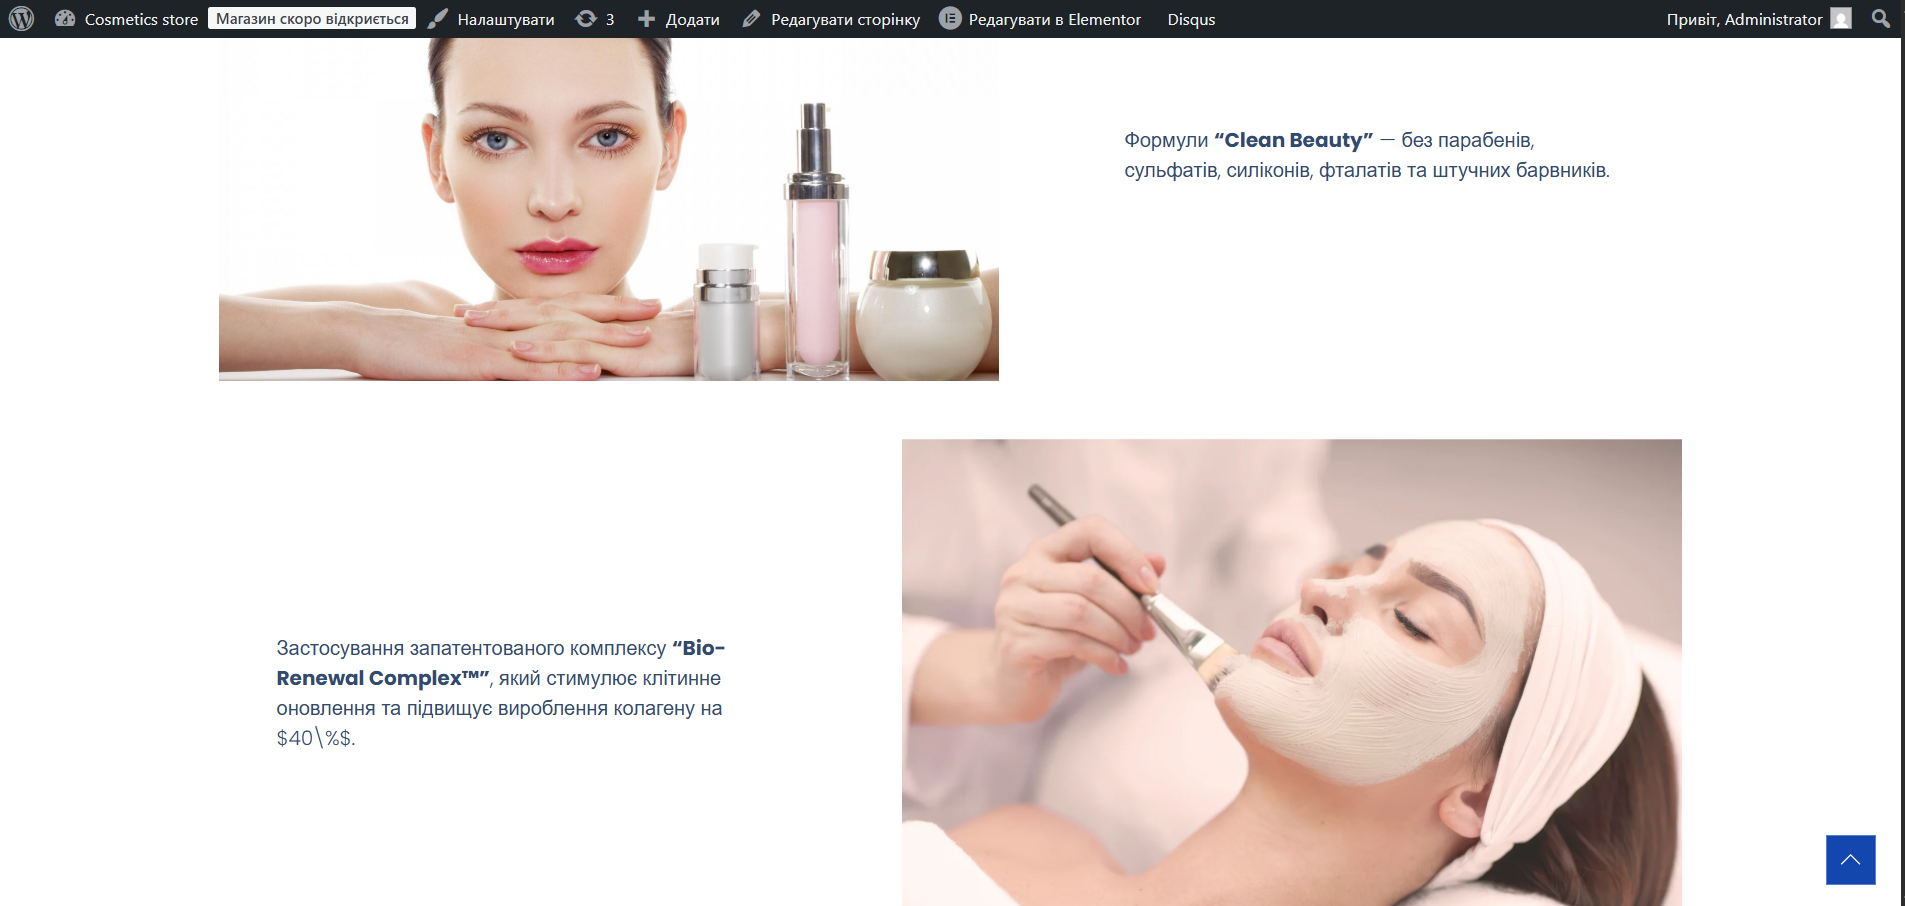 Cosmetics store Магазин скоро відкриється Налаштувати 3 Додати Редагувати сторінку Редагувати в Elementor Disqus Привіт, Administrator
Формули “Clean Beauty” — без парабенів,
сульфатів, силіконів, фталатів та штучних барвників.
Застосування запатентованого комплексу “Bio-
Renewal Complex™”, який стимулює клітинне
оновлення та підвищує вироблення колагену на
$40\%$.